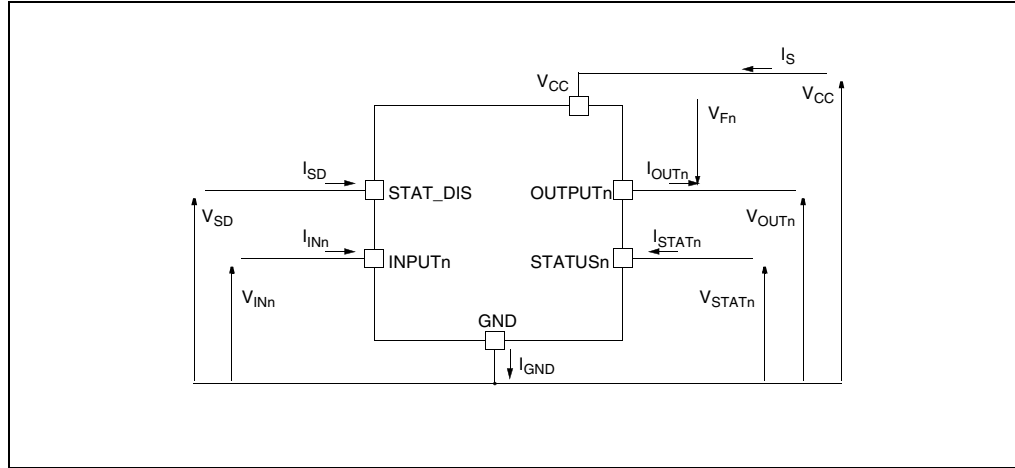 I_S
V_CC
V_CC
V_Fn
I_SD
I_OUTn
STAT_DIS
OUTPUTn
V_SD
V_OUTn
I_INn
I_STATn
INPUTn
STATUSn
V_INn
V_STATn
GND
I_GND